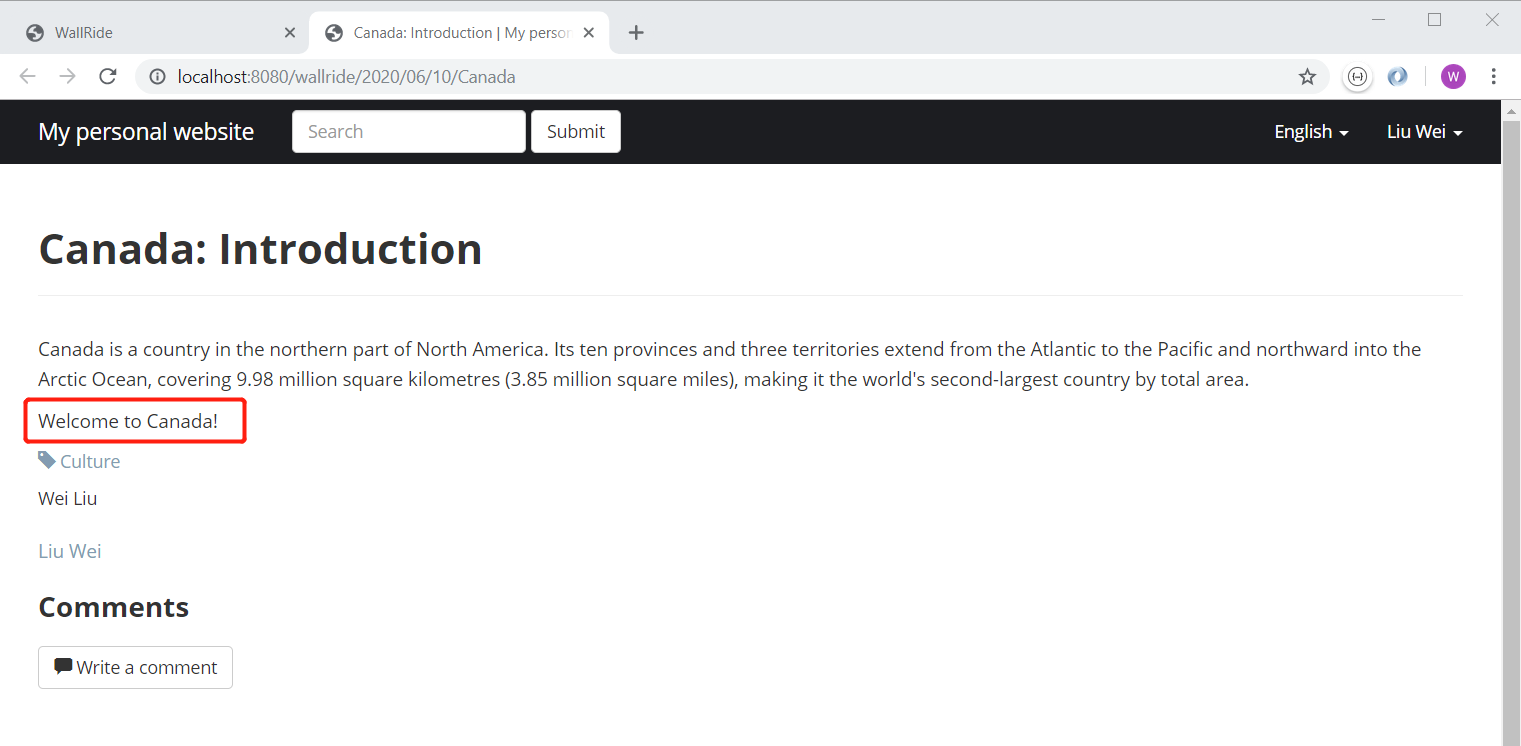 WallRide
Canada: Introduction | My person
localhost:8080/wallride/2020/06/10/Canada
W
My personal website
Search
Submit
English
Liu Wei
Canada: Introduction
Canada is a country in the northern part of North America. Its ten provinces and three territories extend from the Atlantic to the Pacific and northward into the
Arctic Ocean, covering 9.98 million square kilometres (3.85 million square miles), making it the world's second-largest country by total area.
Welcome to Canada!
Culture
Wei Liu
Liu Wei
Comments
Write a comment